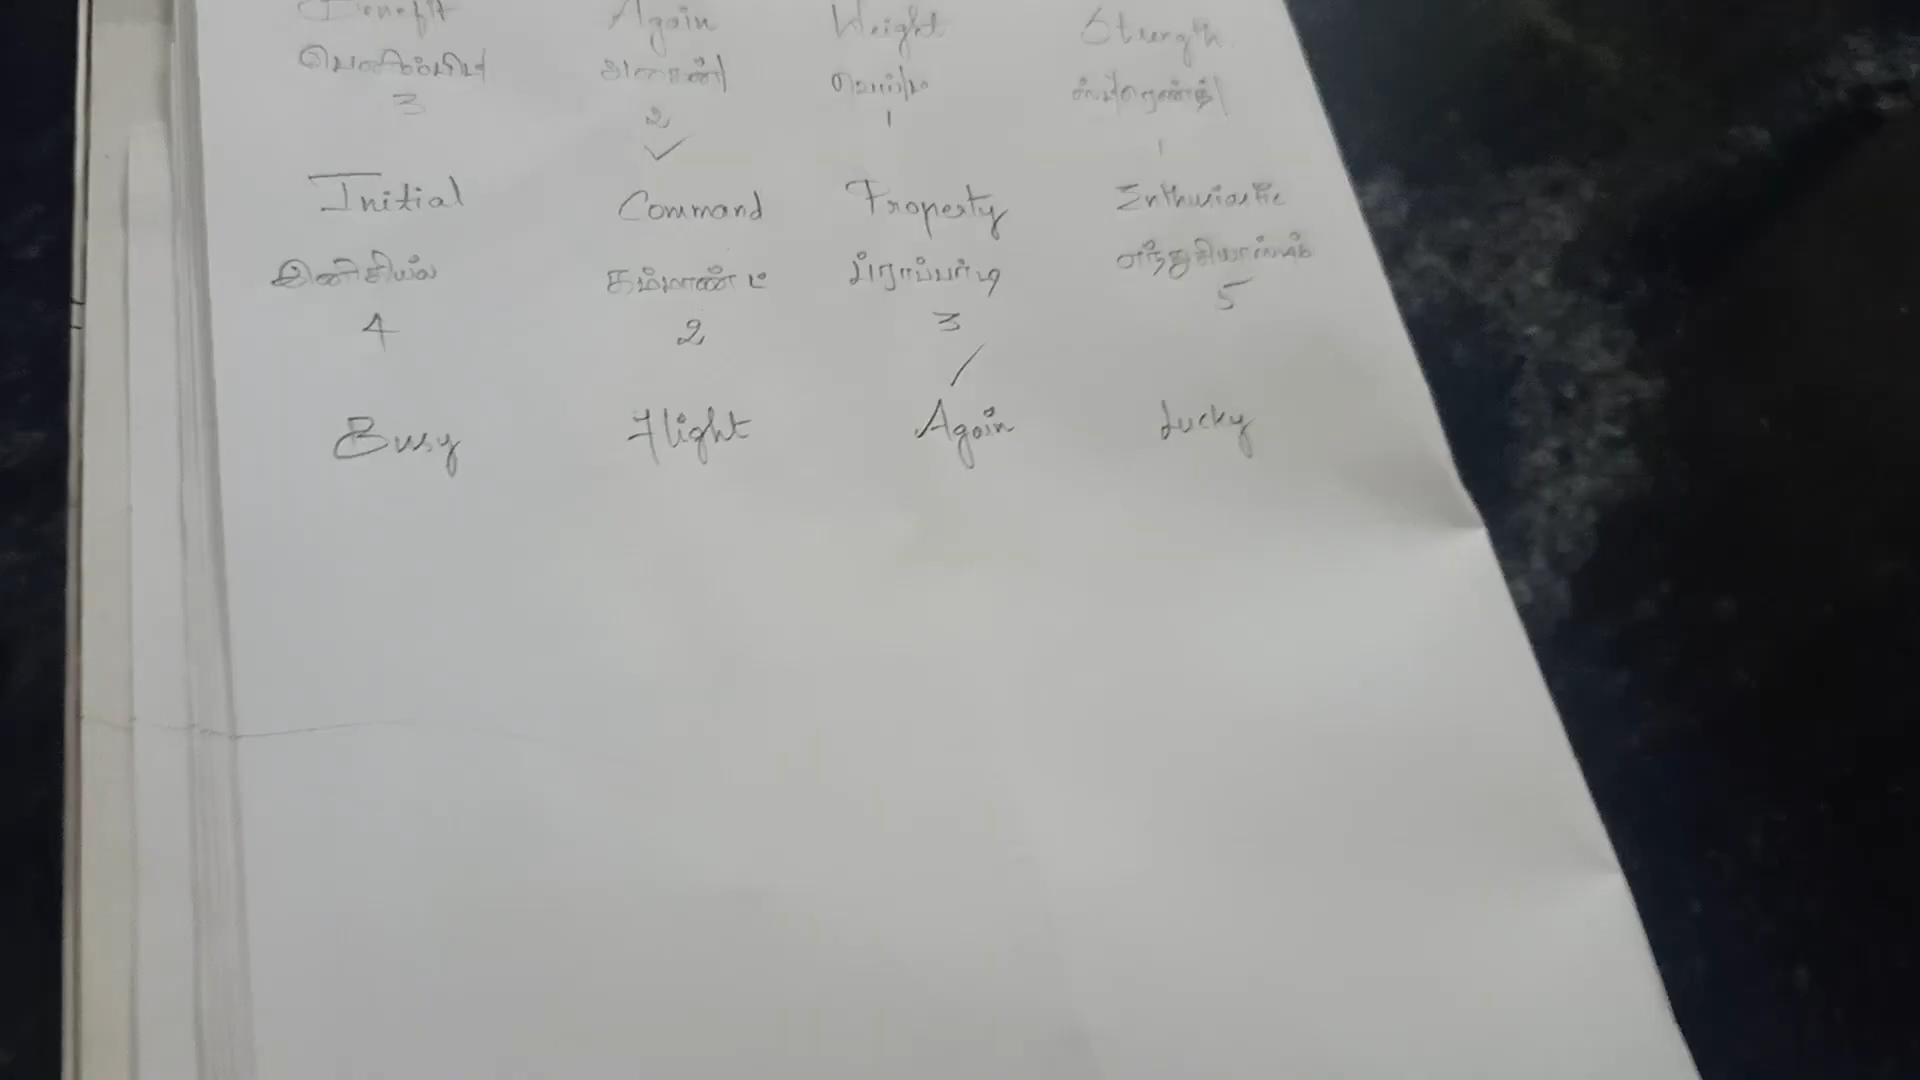 Benefit Again Weight Strength
பெனிஃபிட் அகைன் வெய்ட் ஸ்ட்ரென்த்
3 2 1 1
Initial Command Property Enthusiastic
இனிசியல் கம்மாண்ட் ப்ராப்பர்டி எந்துசியாஸ்டிக்
4 2 3 5
Busy Flight Again Lucky